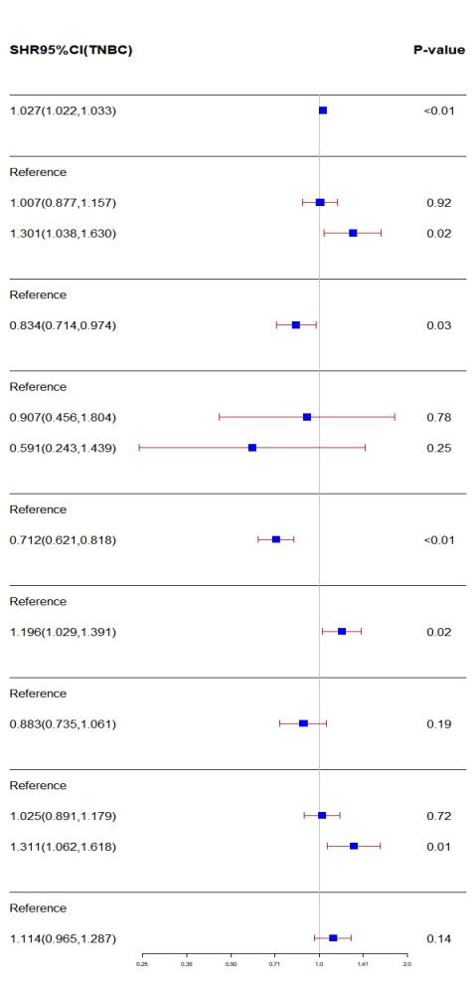 SHR95%CI(TNBC) P-value
1.027(1.022,1.033) <0.01
Reference
1.007(0.877,1.157) 0.92
1.301(1.038,1.630) 0.02
Reference
0.834(0.714,0.974) 0.03
Reference
0.907(0.456,1.804) 0.78
0.591(0.243,1.439) 0.25
Reference
0.712(0.621,0.818) <0.01
Reference
1.196(1.029,1.391) 0.02
Reference
0.883(0.735,1.061) 0.19
Reference
1.025(0.891,1.179) 0.72
1.311(1.062,1.618) 0.01
Reference
1.114(0.965,1.287) 0.14
0.25 0.35 0.50 0.71 1.0 1.41 2.0